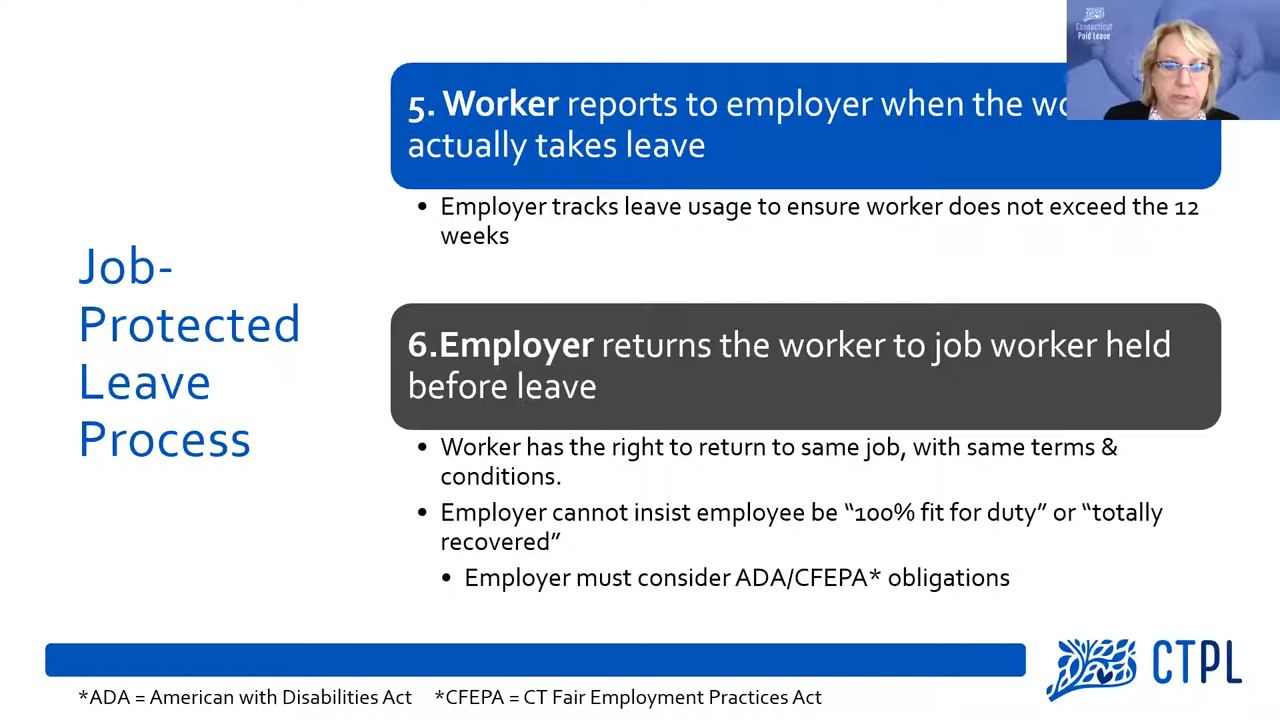 Connecticut
Paid Leave
5. Worker reports to employer when the
actually takes leave
• Employer tracks leave usage to ensure worker does not exceed the 12
weeks
Job-
Protected
Leave
Process
6.Employer returns the worker to job worker held
before leave
• Worker has the right to return to same job, with same terms &
conditions.
• Employer cannot insist employee be “100% fit for duty” or “totally
recovered”
• Employer must consider ADA/CFEPA* obligations
CTPL
*ADA = American with Disabilities Act *CFEPA = CT Fair Employment Practices Act